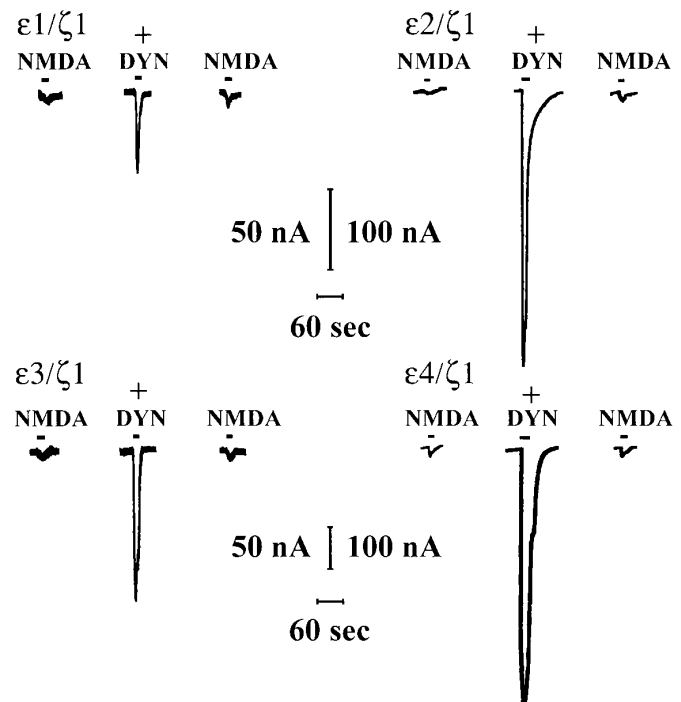 ε1/ζ1
+
NMDA DYN NMDA
ε2/ζ1
+
NMDA DYN NMDA
50 nA 100 nA
60 sec
ε3/ζ1
+
NMDA DYN NMDA
ε4/ζ1
+
NMDA DYN NMDA
50 nA 100 nA
60 sec